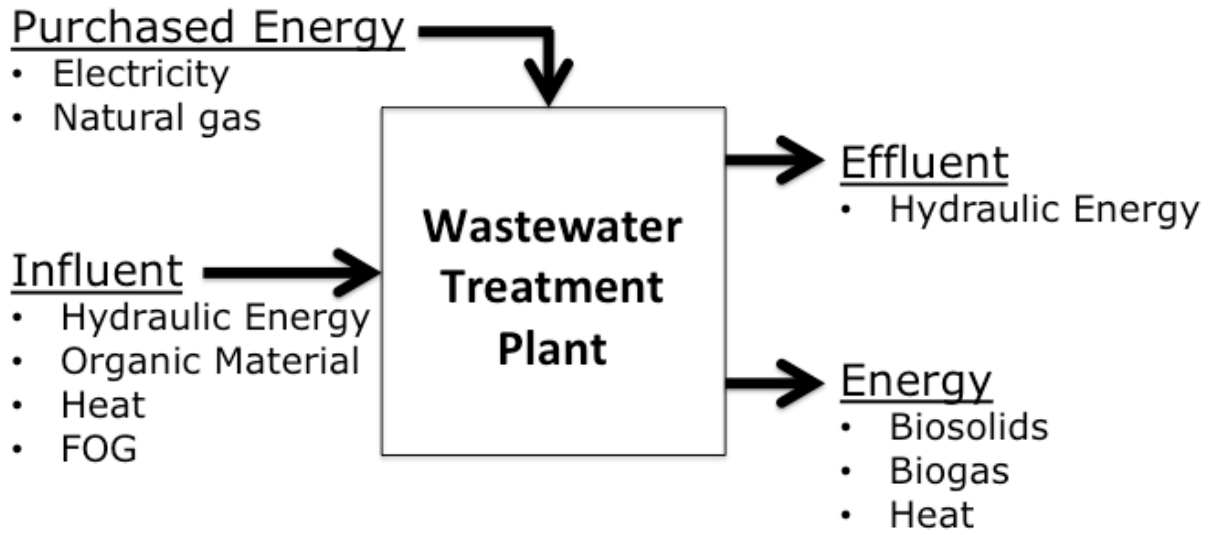 Purchased Energy
• Electricity
• Natural gas
Influent
• Hydraulic Energy
• Organic Material
• Heat
• FOG
Wastewater
Treatment
Plant
Effluent
• Hydraulic Energy
Energy
• Biosolids
• Biogas
• Heat